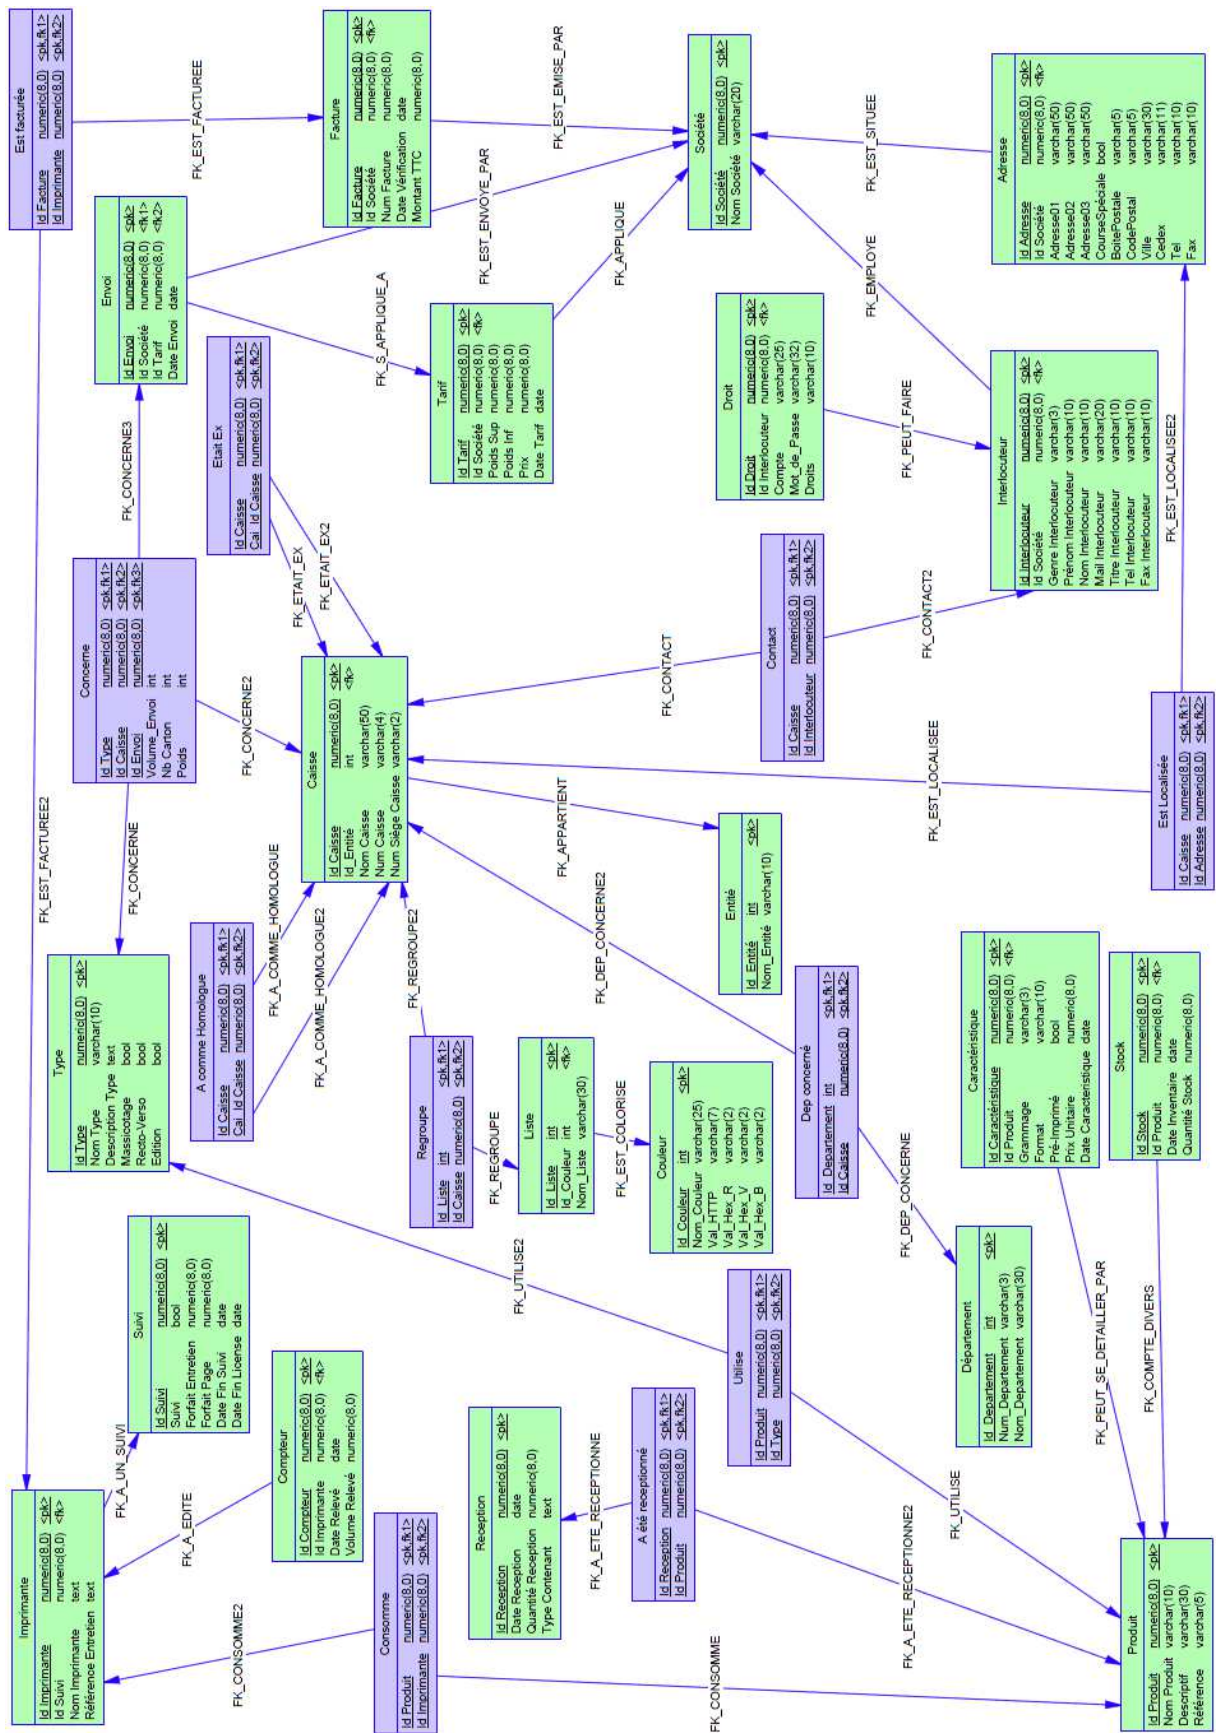 Est facturée
Id Facture numeric(8,0) <pk,fk1>
Id Imprimante numeric(8,0) <pk,fk2>
FK_EST_FACTUREE
FK_EST_FACTUREE2
Facture
Id Facture numeric(8,0) <pk>
Id Société numeric(8,0) <fk>
Num Facture numeric(8,0)
Date Vérification date
Montant TTC numeric(8,0)
FK_EST_EMISE_PAR
Société
Id Société numeric(8,0) <pk>
Nom Société varchar(20)
FK_EST_SITUEE
Adresse
Id Adresse numeric(8,0) <pk>
Id Société numeric(8,0) <fk>
Adresse01 varchar(50)
Adresse02 varchar(50)
Adresse03 varchar(50)
CourseSpéciale bool
BoitePostale varchar(5)
CodePostal varchar(5)
Ville varchar(30)
Cedex varchar(11)
Tel varchar(10)
Fax varchar(10)
Envoi
Id Envoi numeric(8,0) <pk>
Id Société numeric(8,0) <fk1>
Id Tarif numeric(8,0) <fk2>
Date Envoi date
FK_EST_ENVOYE_PAR
FK_S_APPLIQUE_A
FK_CONCERNE3
Tarif
Id Tarif numeric(8,0) <pk>
Id Société numeric(8,0) <fk>
Poids Sup numeric(8,0)
Poids Inf numeric(8,0)
Prix numeric(8,0)
Date Tarif date
FK_APPLIQUE
FK_EMPLOYE
Droit
Id Droit numeric(8,0) <pk>
Id Interlocuteur numeric(8,0) <fk>
Compte varchar(25)
Mot_de_Passe varchar(32)
Droits varchar(10)
FK_PEUT_FAIRE
Interlocuteur
Id Interlocuteur numeric(8,0) <pk>
Id Société numeric(8,0) <fk>
Genre Interlocuteur varchar(3)
Prénom Interlocuteur varchar(10)
Nom Interlocuteur varchar(10)
Mail Interlocuteur varchar(20)
Titre Interlocuteur varchar(10)
Tel Interlocuteur varchar(10)
Fax Interlocuteur varchar(10)
FK_EST_LOCALISEE2
Etait Ex
Id Caisse numeric(8,0) <pk,fk1>
Cai_Id Caisse numeric(8,0) <pk,fk2>
FK_ETAIT_EX
FK_ETAIT_EX2
Concerne
Id Type numeric(8,0) <pk,fk1>
Id Caisse numeric(8,0) <pk,fk2>
Id Envoi numeric(8,0) <pk,fk3>
Volume_Envoi int
Nb Carton int
Poids int
FK_CONCERNE2
FK_CONCERNE
Caisse
Id Caisse numeric(8,0) <pk>
Id_Entité int <fk>
Nom Caisse varchar(50)
Num Caisse varchar(4)
Num Siège Caisse varchar(2)
FK_CONTACT
Contact
Id Caisse numeric(8,0) <pk,fk1>
Id Interlocuteur numeric(8,0) <pk,fk2>
FK_CONTACT2
FK_EST_LOCALISEE
Est Localisée
Id Caisse numeric(8,0) <pk,fk1>
Id Adresse numeric(8,0) <pk,fk2>
FK_APPARTIENT
Entité
Id_Entité int <pk>
Nom_Entité varchar(10)
A comme Homologue
Id Caisse numeric(8,0) <pk,fk1>
Cai_Id Caisse numeric(8,0) <pk,fk2>
FK_A_COMME_HOMOLOGUE
FK_A_COMME_HOMOLOGUE2
FK_REGROUPE2
FK_DEP_CONCERNE2
Type
Id Type numeric(8,0) <pk>
Nom Type varchar(10)
Description Type text
Massicotage bool
Recto-Verso bool
Edition bool
Regroupe
Id_Liste int <pk,fk1>
Id Caisse numeric(8,0) <pk,fk2>
FK_REGROUPE
Liste
Id_Liste int <pk>
Id_Couleur int <fk>
Nom_Liste varchar(30)
FK_EST_COLORISE
Couleur
Id_Couleur int <pk>
Nom_Couleur varchar(25)
Val_HTTP varchar(7)
Val_Hex_R varchar(2)
Val_Hex_V varchar(2)
Val_Hex_B varchar(2)
Dep concerné
Id_Departement int <pk,fk1>
Id Caisse numeric(8,0) <pk,fk2>
FK_DEP_CONCERNE
Caractéristique
Id Caractéristique numeric(8,0) <pk>
Id Produit numeric(8,0) <fk>
Grammage varchar(3)
Format varchar(10)
Pré-Imprimé bool
Prix Unitaire numeric(8,0)
Date Caracteristique date
Stock
Id Stock numeric(8,0) <pk>
Id Produit numeric(8,0) <fk>
Date Inventaire date
Quantité Stock numeric(8,0)
Département
Id_Departement int <pk>
Num_Departement varchar(3)
Nom_Departement varchar(30)
FK_PEUT_SE_DETAILLER_PAR
FK_COMPTE_DIVERS
Suivi
Id Suivi numeric(8,0) <pk>
Suivi bool
Forfait Entretien numeric(8,0)
Forfait Page numeric(8,0)
Date Fin Suivi date
Date Fin License date
FK_UTILISE2
Utilise
Id Produit numeric(8,0) <pk,fk1>
Id Type numeric(8,0) <pk,fk2>
FK_UTILISE
FK_A_UN_SUIVI
Compteur
Id Compteur numeric(8,0) <pk>
Id Imprimante numeric(8,0) <fk>
Date Relevé date
Volume Relevé numeric(8,0)
FK_A_EDITE
Reception
Id Reception numeric(8,0) <pk>
Date Reception date
Quantité Reception numeric(8,0)
Type Contenant text
FK_A_ETE_RECEPTIONNE
A été receptionné
Id Reception numeric(8,0) <pk,fk1>
Id Produit numeric(8,0) <pk,fk2>
FK_A_ETE_RECEPTIONNE2
Imprimante
Id Imprimante numeric(8,0) <pk>
Id Suivi numeric(8,0) <fk>
Nom Imprimante text
Référence Entretien text
FK_CONSOMME2
Consomme
Id Produit numeric(8,0) <pk,fk1>
Id Imprimante numeric(8,0) <pk,fk2>
FK_CONSOMME
Produit
Id Produit numeric(8,0) <pk>
Nom Produit varchar(10)
Descriptif varchar(30)
Référence varchar(5)